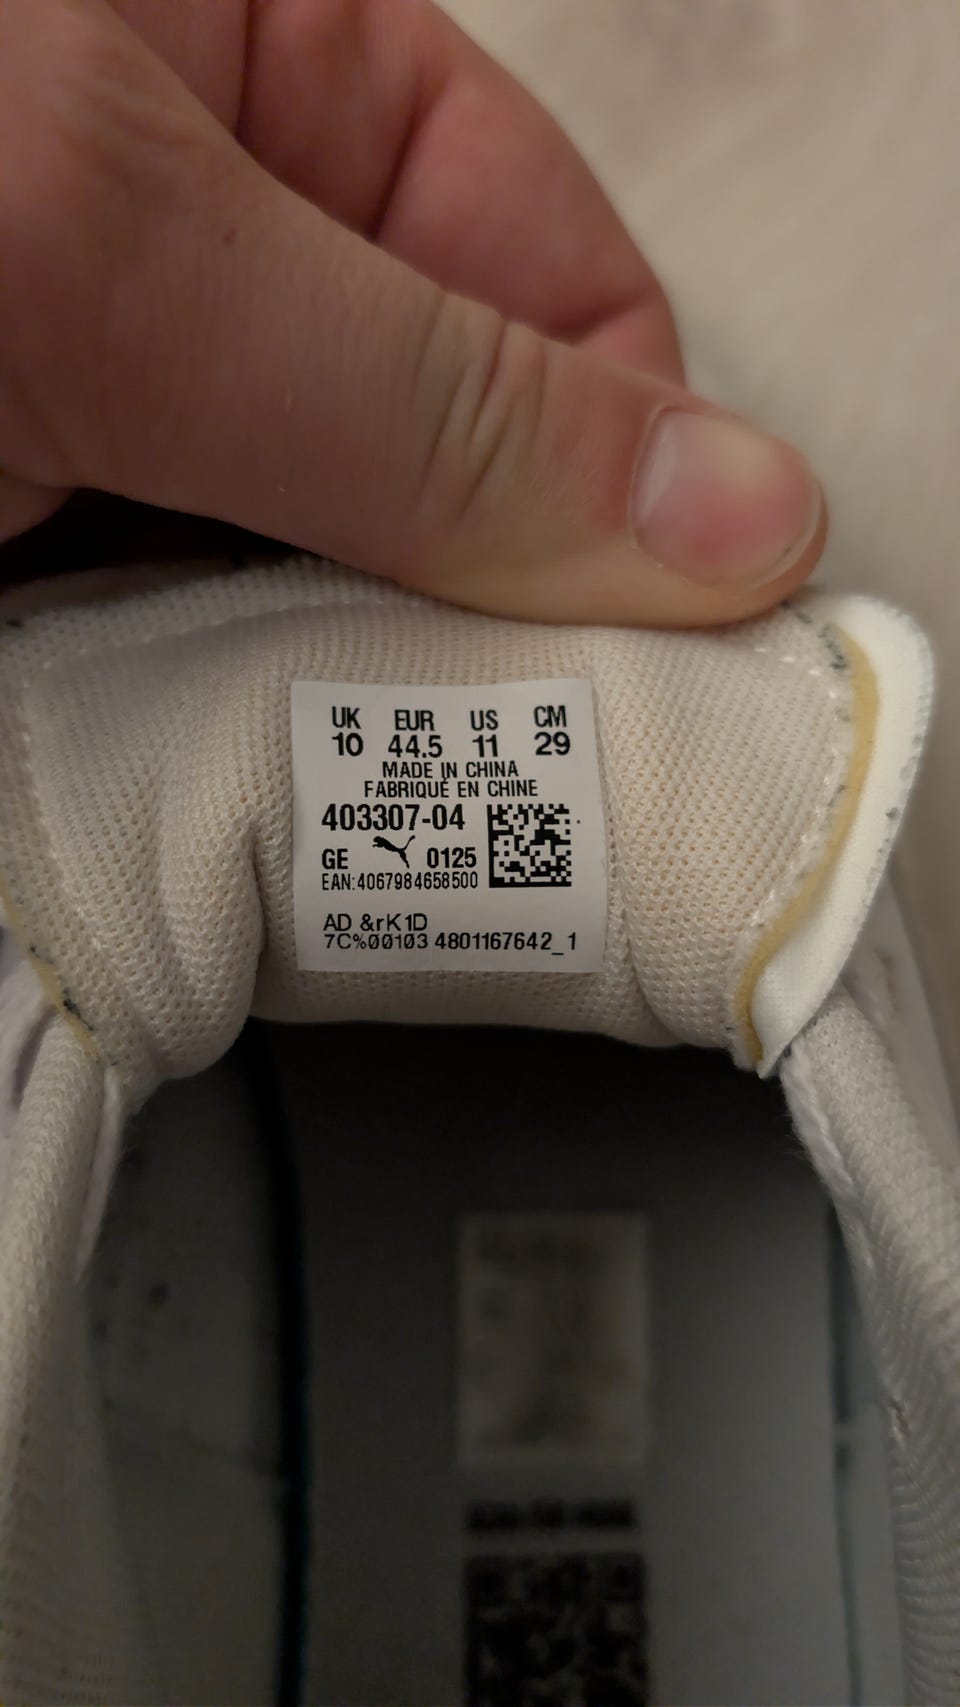 UK EUR US CM
10 44.5 11 29
MADE IN CHINA
FABRIQUÉ EN CHINE
403307-04
GE 0125
EAN:4067984658500
AD &rK1D
7C%00103 4801167642_1